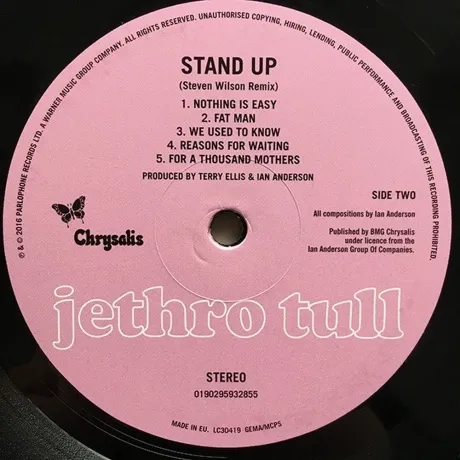 ℗ & © 2016 PARLOPHONE RECORDS LTD, A WARNER MUSIC GROUP COMPANY. ALL RIGHTS RESERVED. UNAUTHORISED COPYING, HIRING, LENDING, PUBLIC PERFORMANCE AND BROADCASTING OF THIS RECORDING PROHIBITED.
STAND UP
(Steven Wilson Remix)
1. NOTHING IS EASY
2. FAT MAN
3. WE USED TO KNOW
4. REASONS FOR WAITING
5. FOR A THOUSAND MOTHERS
PRODUCED BY TERRY ELLIS & IAN ANDERSON
SIDE TWO
All compositions by Ian Anderson
Published by BMG Chrysalis
under licence from the
Ian Anderson Group Of Companies.
Chrysalis
jethro tull
STEREO
0190295932855
MADE IN EU. LC30419 GEMA/MCPS